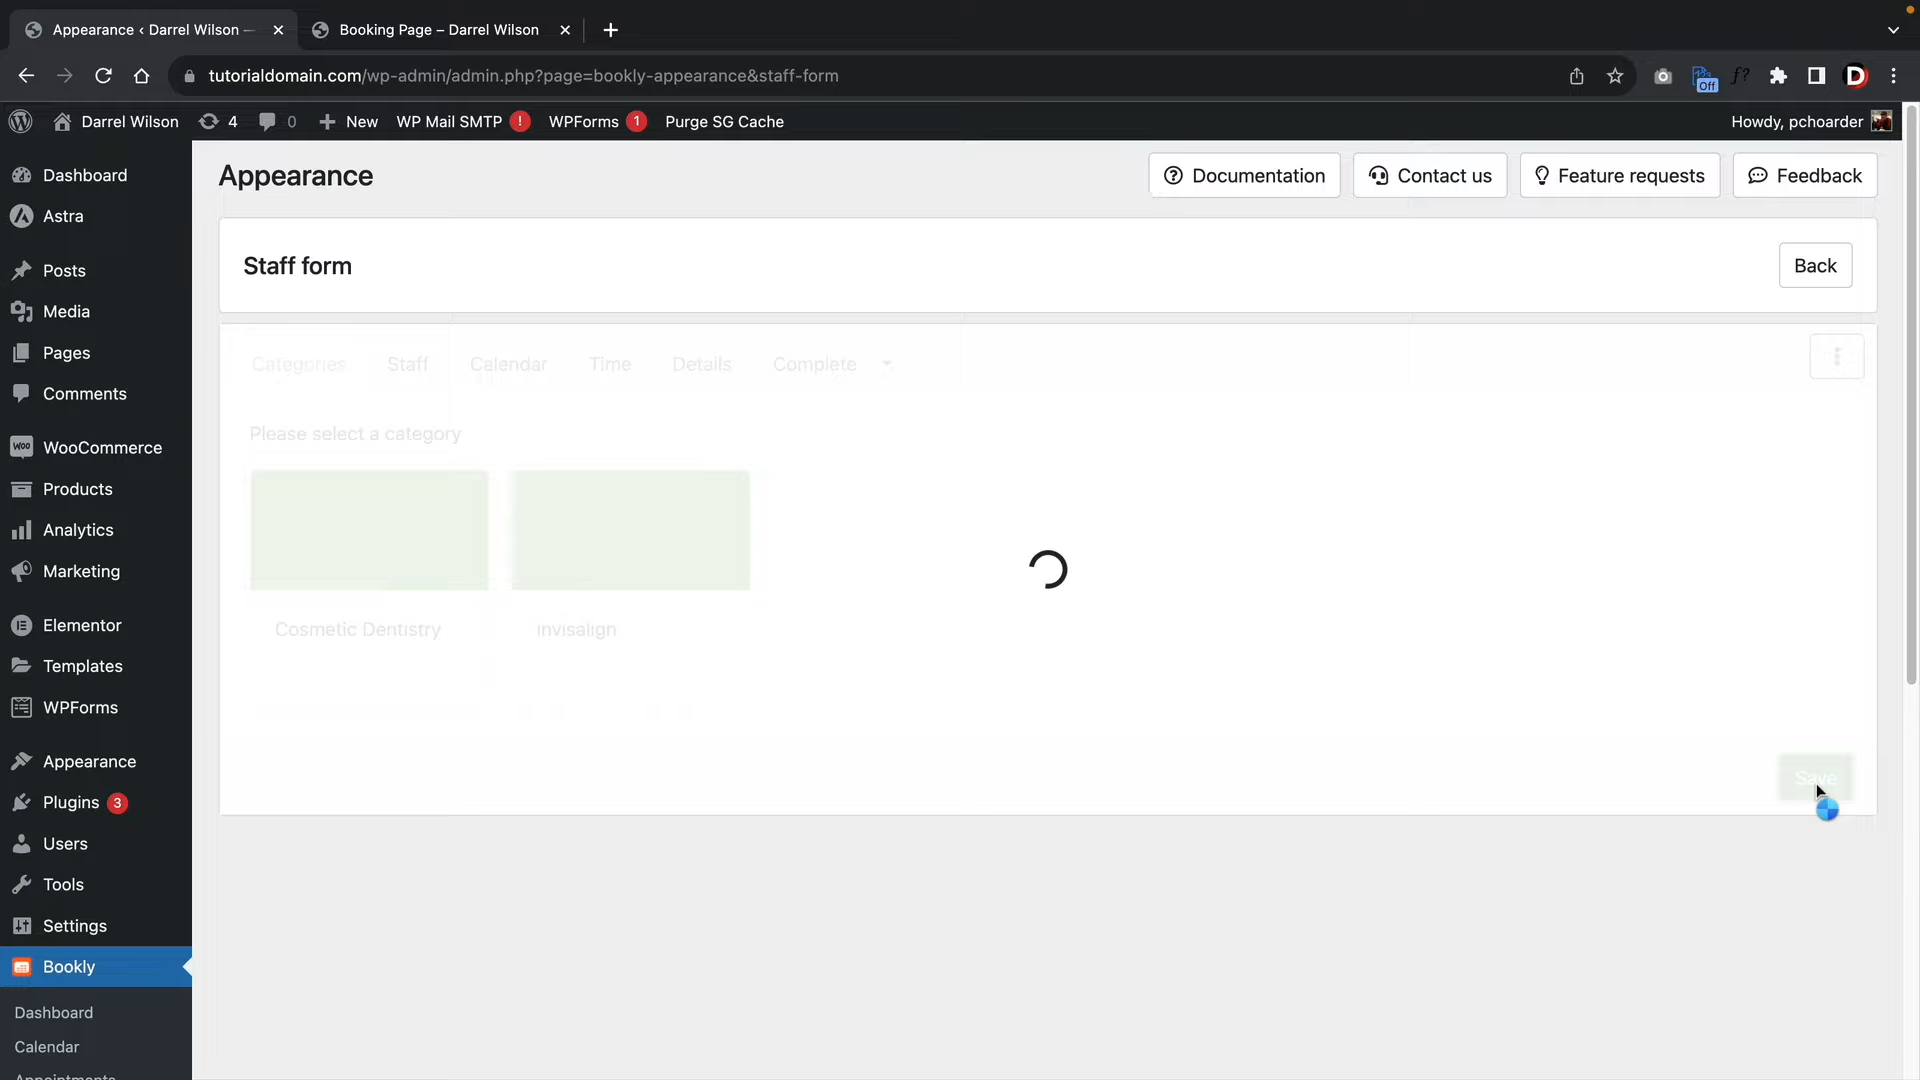 Appearance ‹ Darrel Wilson —
Booking Page – Darrel Wilson
tutorialdomain.com/wp-admin/admin.php?page=bookly-appearance&staff-form
f?
Off
D
Darrel Wilson
4
0
New
WP Mail SMTP !
WPForms 1
Purge SG Cache
Howdy, pchoarder
Dashboard
Astra
Posts
Media
Pages
Comments
WooCommerce
Products
Analytics
Marketing
Elementor
Templates
WPForms
Appearance
Plugins 3
Users
Tools
Settings
Bookly
Dashboard
Calendar
Appointments
Appearance
Documentation
Contact us
Feature requests
Feedback
Staff form
Back
Categories
Staff
Calendar
Time
Details
Complete
Please select a category
Cosmetic Dentistry
invisalign
Save